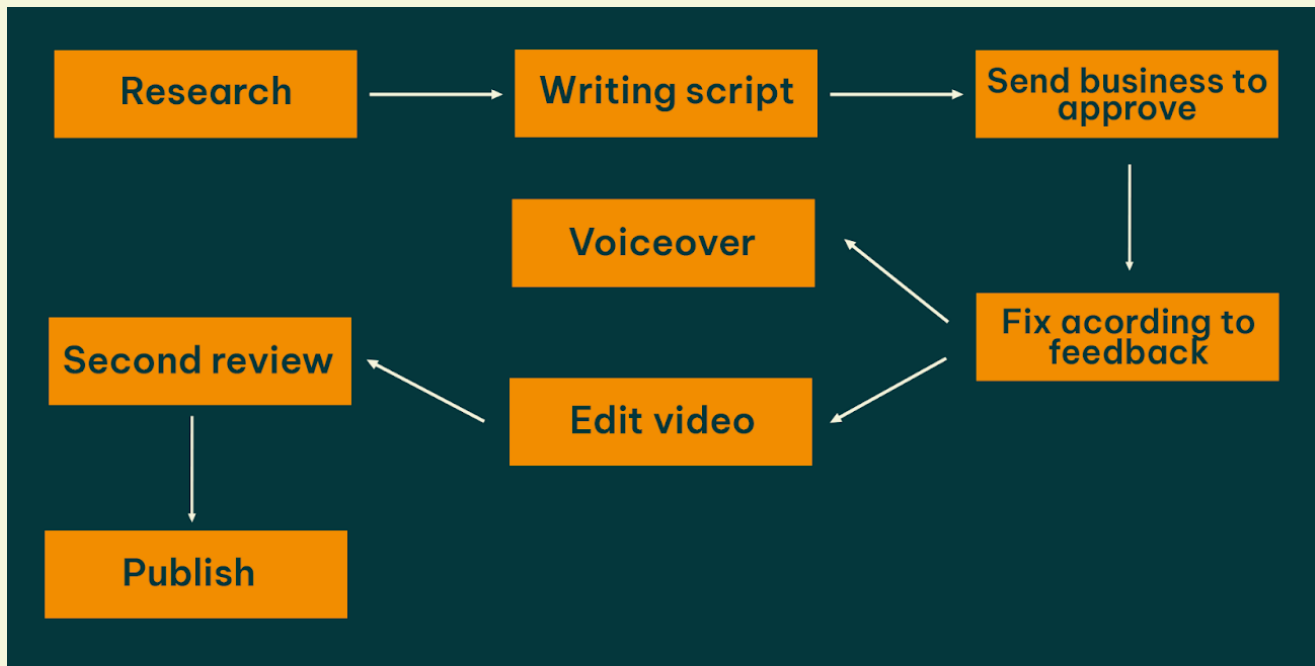 Research
Writing script
Send business to
approve
Voiceover
Fix acording to
feedback
Second review
Edit video
Publish